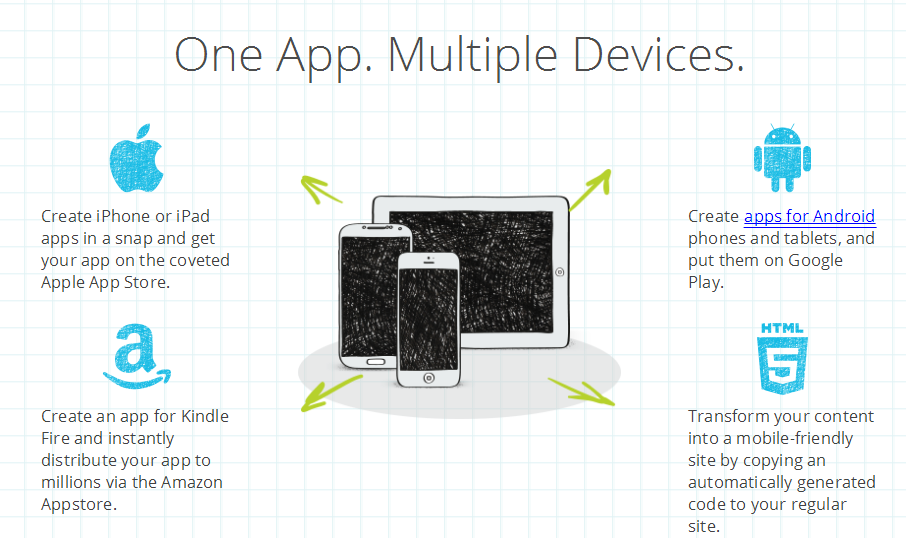 One App. Multiple Devices.
Create iPhone or iPad
apps in a snap and get
your app on the coveted
Apple App Store.
Create apps for Android
phones and tablets, and
put them on Google
Play.
a
Create an app for Kindle
Fire and instantly
distribute your app to
millions via the Amazon
Appstore.
HTML
5
Transform your content
into a mobile-friendly
site by copying an
automatically generated
code to your regular
site.